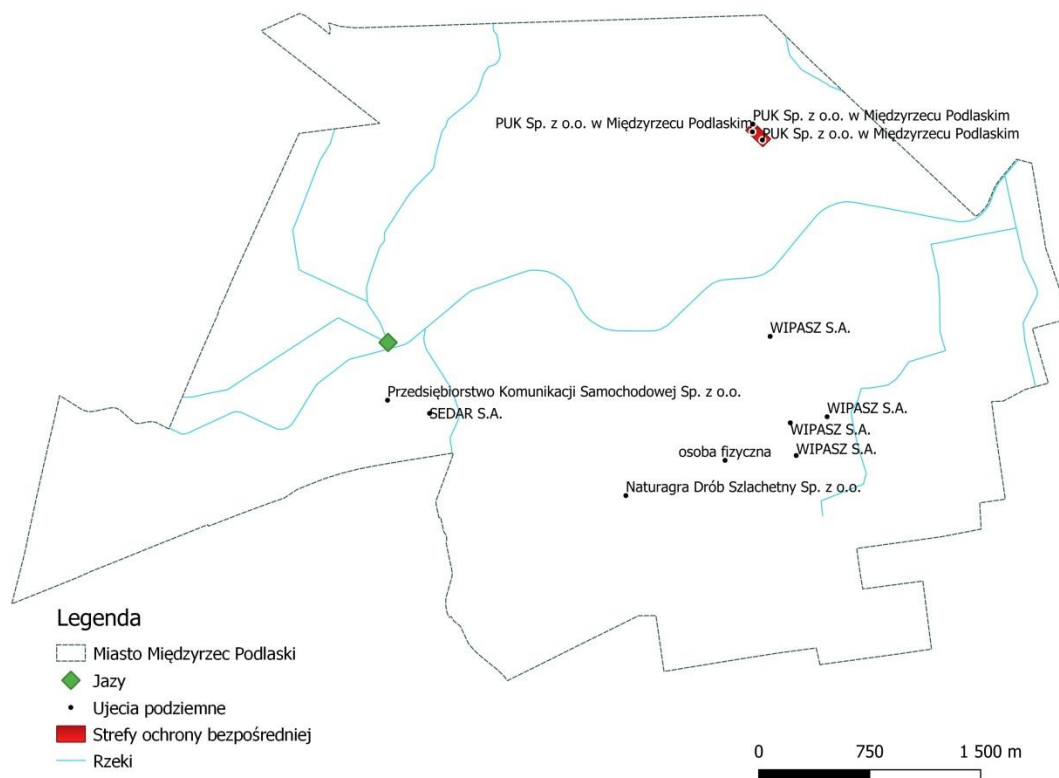 PUK Sp. z o.o. w Międzyrzecu Podlaskim
PUK Sp. z o.o. w Międzyrzecu Podlaskim
PUK Sp. z o.o. w Międzyrzecu Podlaskim
WIPASZ S.A.
Przedsiębiorstwo Komunikacji Samochodowej Sp. z o.o.
SEDAR S.A.
WIPASZ S.A.
WIPASZ S.A.
osoba fizyczna
WIPASZ S.A.
Naturagra Drób Szlachetny Sp. z o.o.
Legenda
Miasto Międzyrzec Podlaski
Jazy
Ujecia podziemne
Strefy ochrony bezpośredniej
Rzeki
0 750 1 500 m